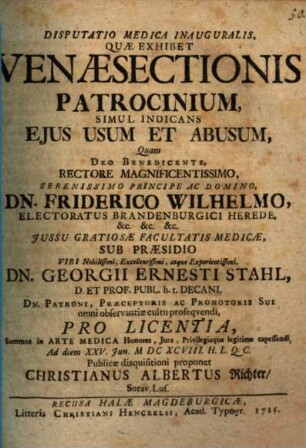 DISPUTATIO MEDICA INAUGURALIS,
QUÆ EXHIBET
VENÆSECTIONIS
PATROCINIUM,
SIMUL INDICANS
EJUS USUM ET ABUSUM,
Quam
DEO BENEDICENTE,
RECTORE MAGNIFICENTISSIMO,
SERENISSIMO PRINCIPE AC DOMINO,
DN. FRIDERICO WILHELMO,
ELECTORATUS BRANDENBURGICI HEREDE,
&c. &c. &c.
JUSSU GRATIOSÆ FACULTATIS MEDICÆ,
SUB PRÆSIDIO
VIRI Nobilissimi, Excellentissimi, atque Experientissimi,
DN. GEORGII ERNESTI STAHL,
D. ET PROF. PUBL. h. t. DECANI,
DN. PATRONI, PRÆCEPTORIS AC PROMOTORIS SUI
omni observantiæ cultu prosequendi,
PRO LICENTIA,
Summos in ARTE MEDICA Honores, Jura, Privilegiaque legitime capessendi,
Ad diem XXV. Jun. M DC XCVIII. H. L. Q. C.
Publicæ disquisitioni proponet
CHRISTIANUS ALBERTUS Richter/
Sorav. Lus.
RECUSA HALÆ MAGDEBURGICÆ,
Litteris CHRISTIANI HENCKELII, Acad. Typogr. 1725.